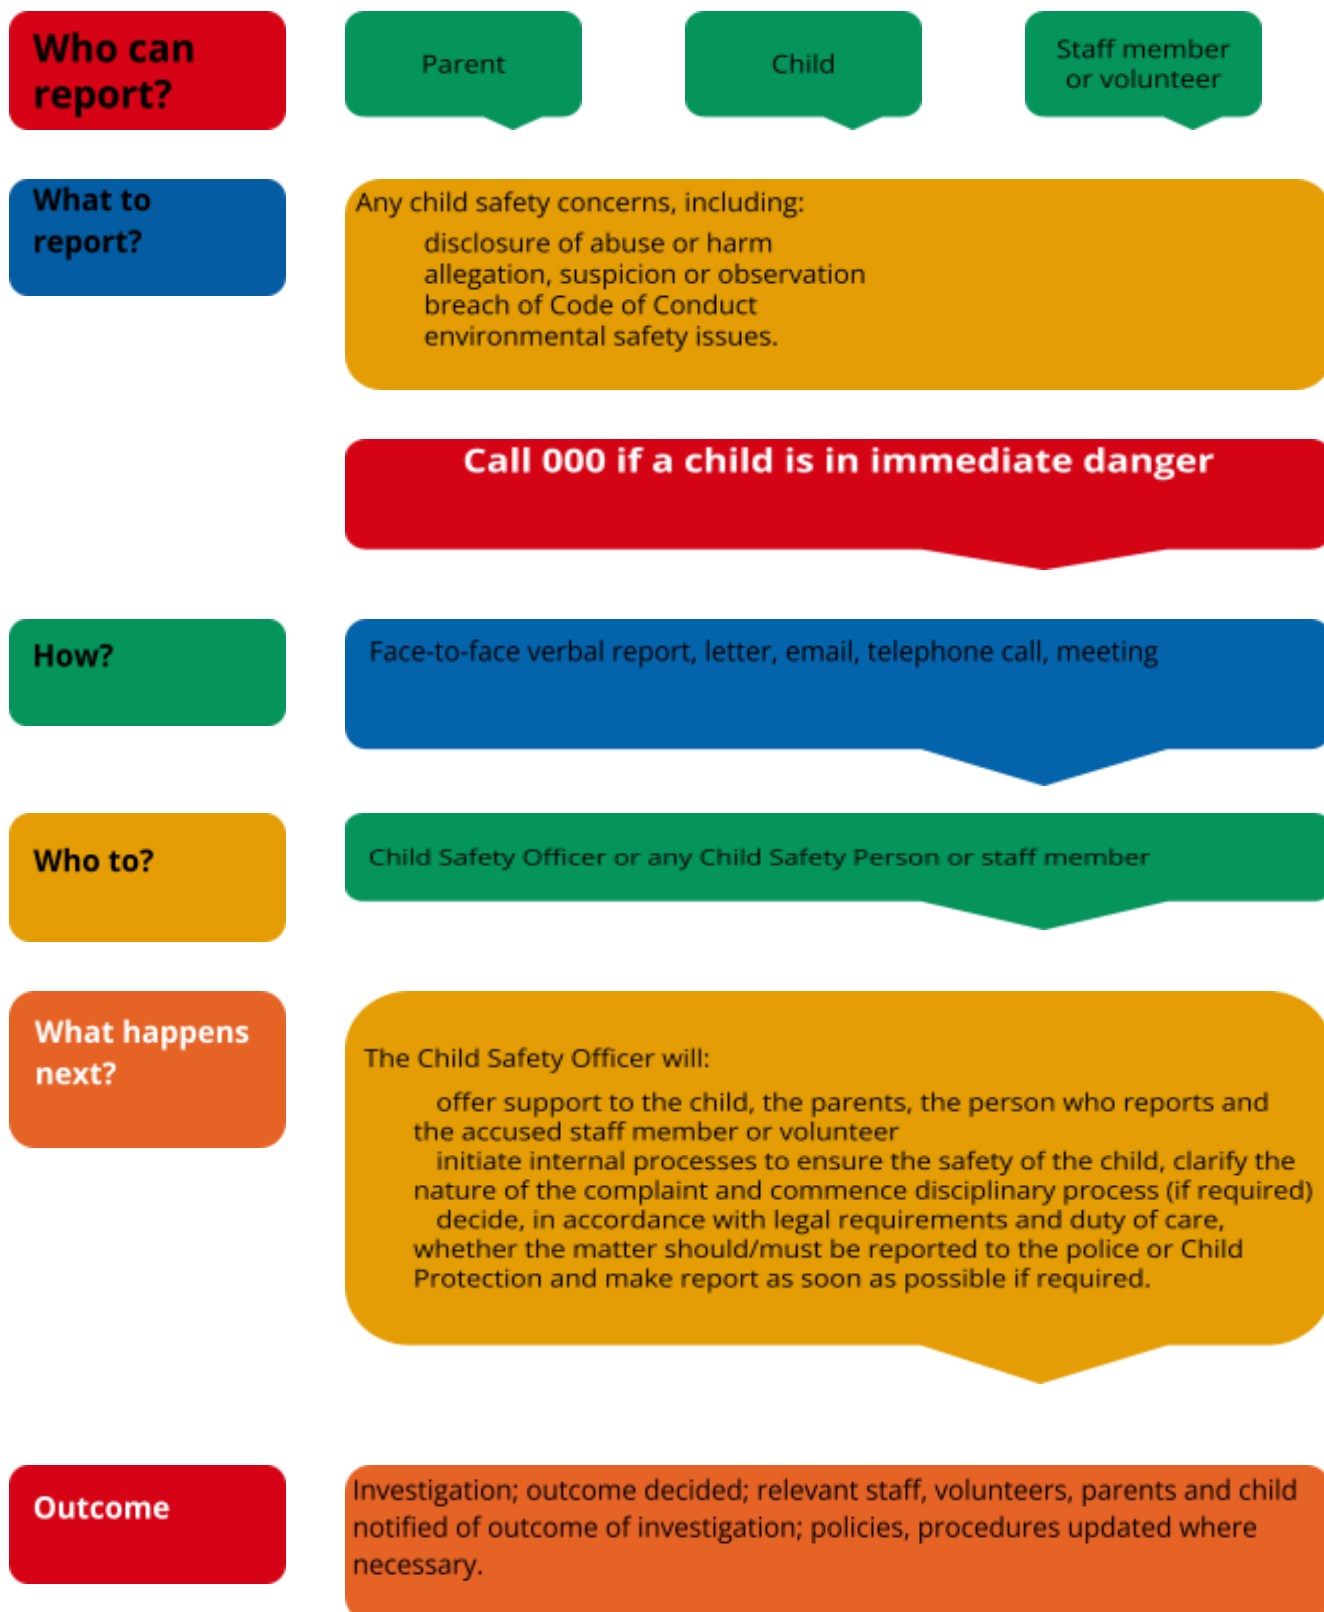 Who can
report?
Parent
Child
Staff member
or volunteer
What to
report?
Any child safety concerns, including:
disclosure of abuse or harm
allegation, suspicion or observation
breach of Code of Conduct
environmental safety issues.
Call 000 if a child is in immediate danger
How?
Face-to-face verbal report, letter, email, telephone call, meeting
Who to?
Child Safety Officer or any Child Safety Person or staff member
What happens
next?
The Child Safety Officer will:
offer support to the child, the parents, the person who reports and
the accused staff member or volunteer
initiate internal processes to ensure the safety of the child, clarify the
nature of the complaint and commence disciplinary process (if required)
decide, in accordance with legal requirements and duty of care,
whether the matter should/must be reported to the police or Child
Protection and make report as soon as possible if required.
Outcome
Investigation; outcome decided; relevant staff, volunteers, parents and child
notified of outcome of investigation; policies, procedures updated where
necessary.